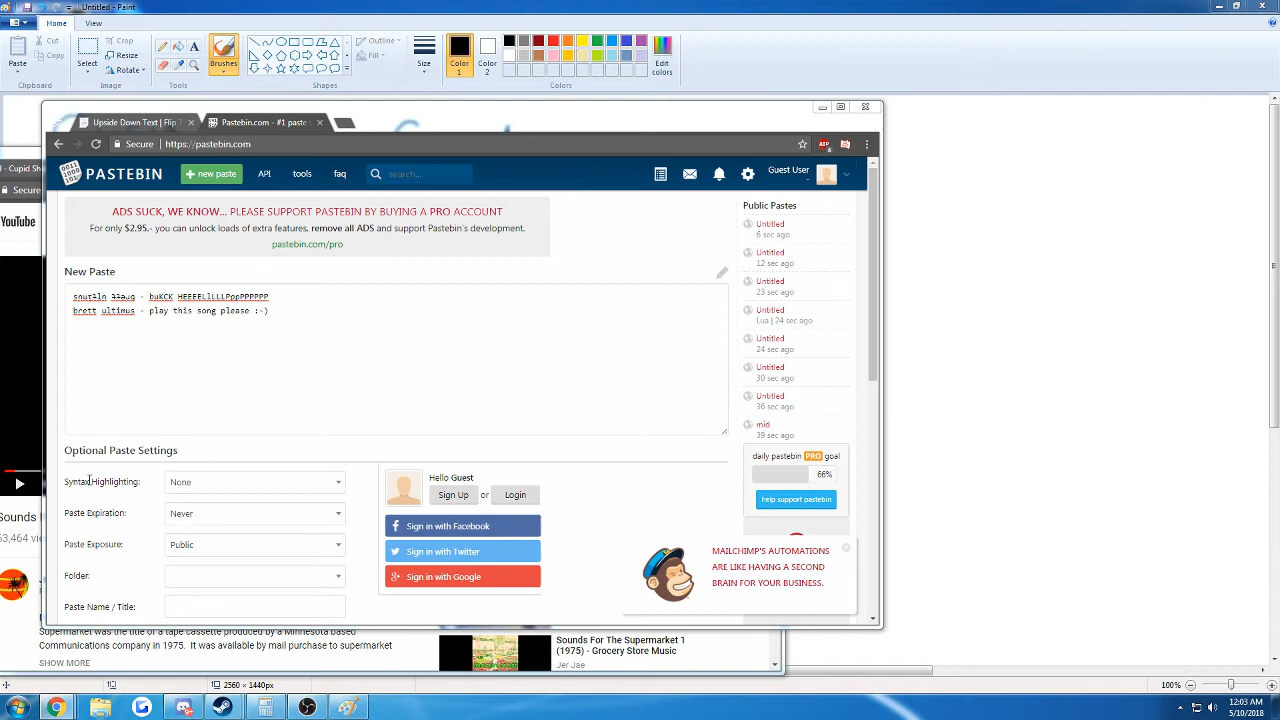 Untitled - Paint
Home
View
Paste
Cut
Copy
Clipboard
Select
Crop
Resize
Rotate
Image
Tools
Brushes
Shapes
Outline
Fill
Size
Color 1
Color 2
Edit colors
Colors
Upside Down Text | Flip T
Pastebin.com - #1 paste t
Secure
https://pastebin.com
PASTEBIN
new paste
API
tools
faq
search...
Guest User
- Cupid Sh
Secure
YouTube
ADS SUCK, WE KNOW... PLEASE SUPPORT PASTEBIN BY BUYING A PRO ACCOUNT
For only $2.95.- you can unlock loads of extra features, remove all ADS and support Pastebin's development.
pastebin.com/pro
New Paste
- buKCK HEEEELlLLLPppPPPPPP
brett ultimus - play this song please :-)
Optional Paste Settings
Syntax Highlighting:
None
Paste Expiration:
Never
Paste Exposure:
Public
Folder:
Paste Name / Title:
Hello Guest
Sign Up or Login
Sign in with Facebook
Sign in with Twitter
Sign in with Google
Public Pastes
Untitled
6 sec ago
Untitled
12 sec ago
Untitled
23 sec ago
Untitled
Lua | 24 sec ago
Untitled
24 sec ago
Untitled
30 sec ago
Untitled
36 sec ago
mid
39 sec ago
daily pastebin PRO goal
66%
help support pastebin
MAILCHIMP'S AUTOMATIONS
ARE LIKE HAVING A SECOND
BRAIN FOR YOUR BUSINESS.
Sounds
63,464 vi
Supermarket was the title of a tape cassette produced by a Minnesota based
Communications company in 1975. It was available by mail purchase to supermarket
SHOW MORE
Sounds For The Supermarket 1
(1975) - Grocery Store Music
Jer Jae
2560 × 1440px
100%
12:03 AM
5/10/2018